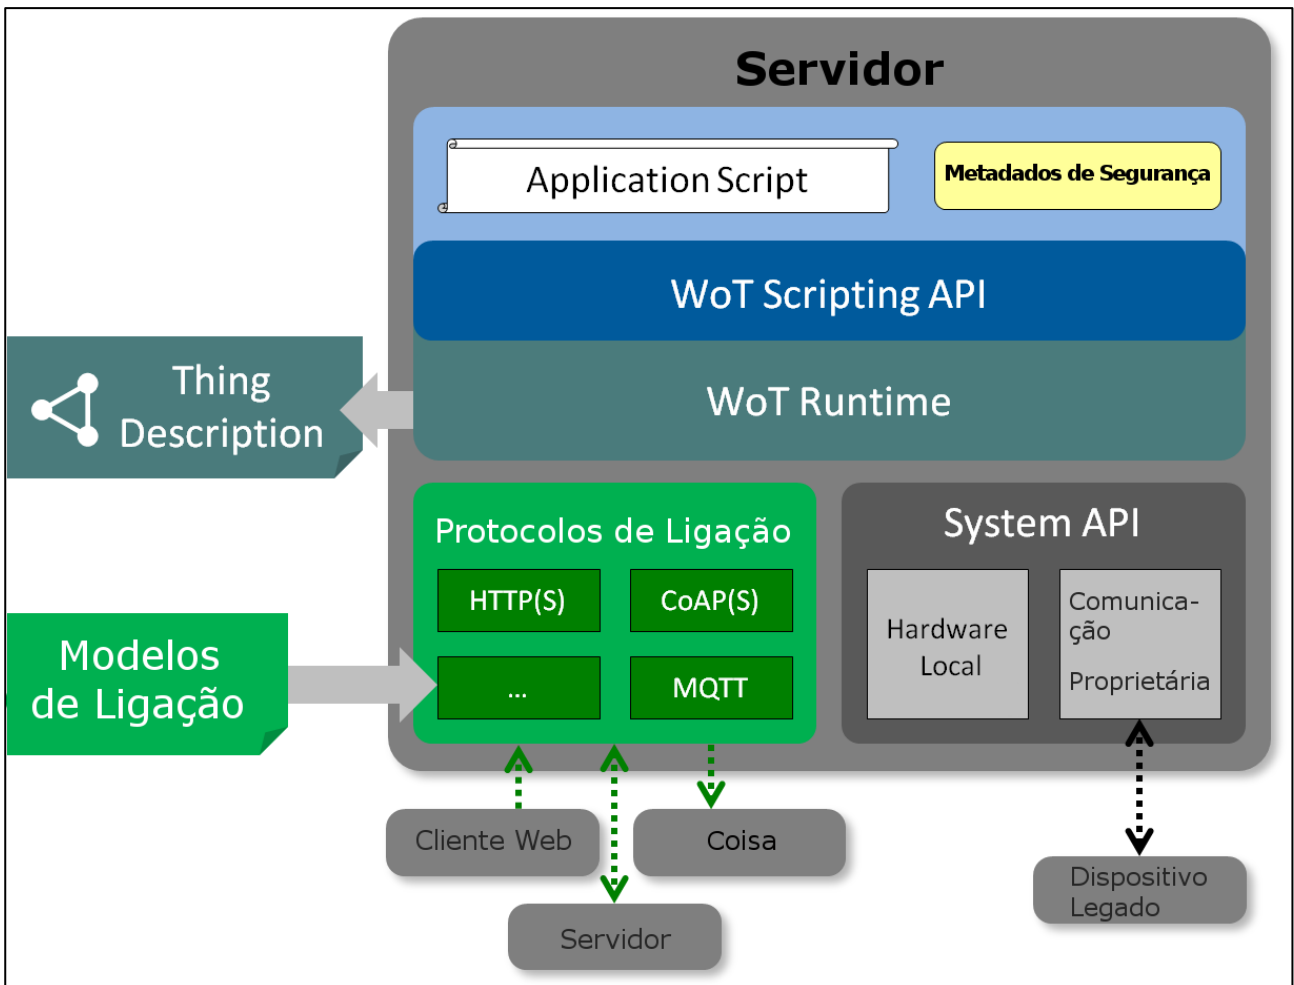 Servidor
Application Script
Metadados de Segurança
WoT Scripting API
Thing
Description
WoT Runtime
Protocolos de Ligação
HTTP(S)
CoAP(S)
...
MQTT
System API
Hardware
Local
Comunica-
ção
Proprietária
Modelos
de Ligação
Cliente Web
Coisa
Servidor
Dispositivo
Legado